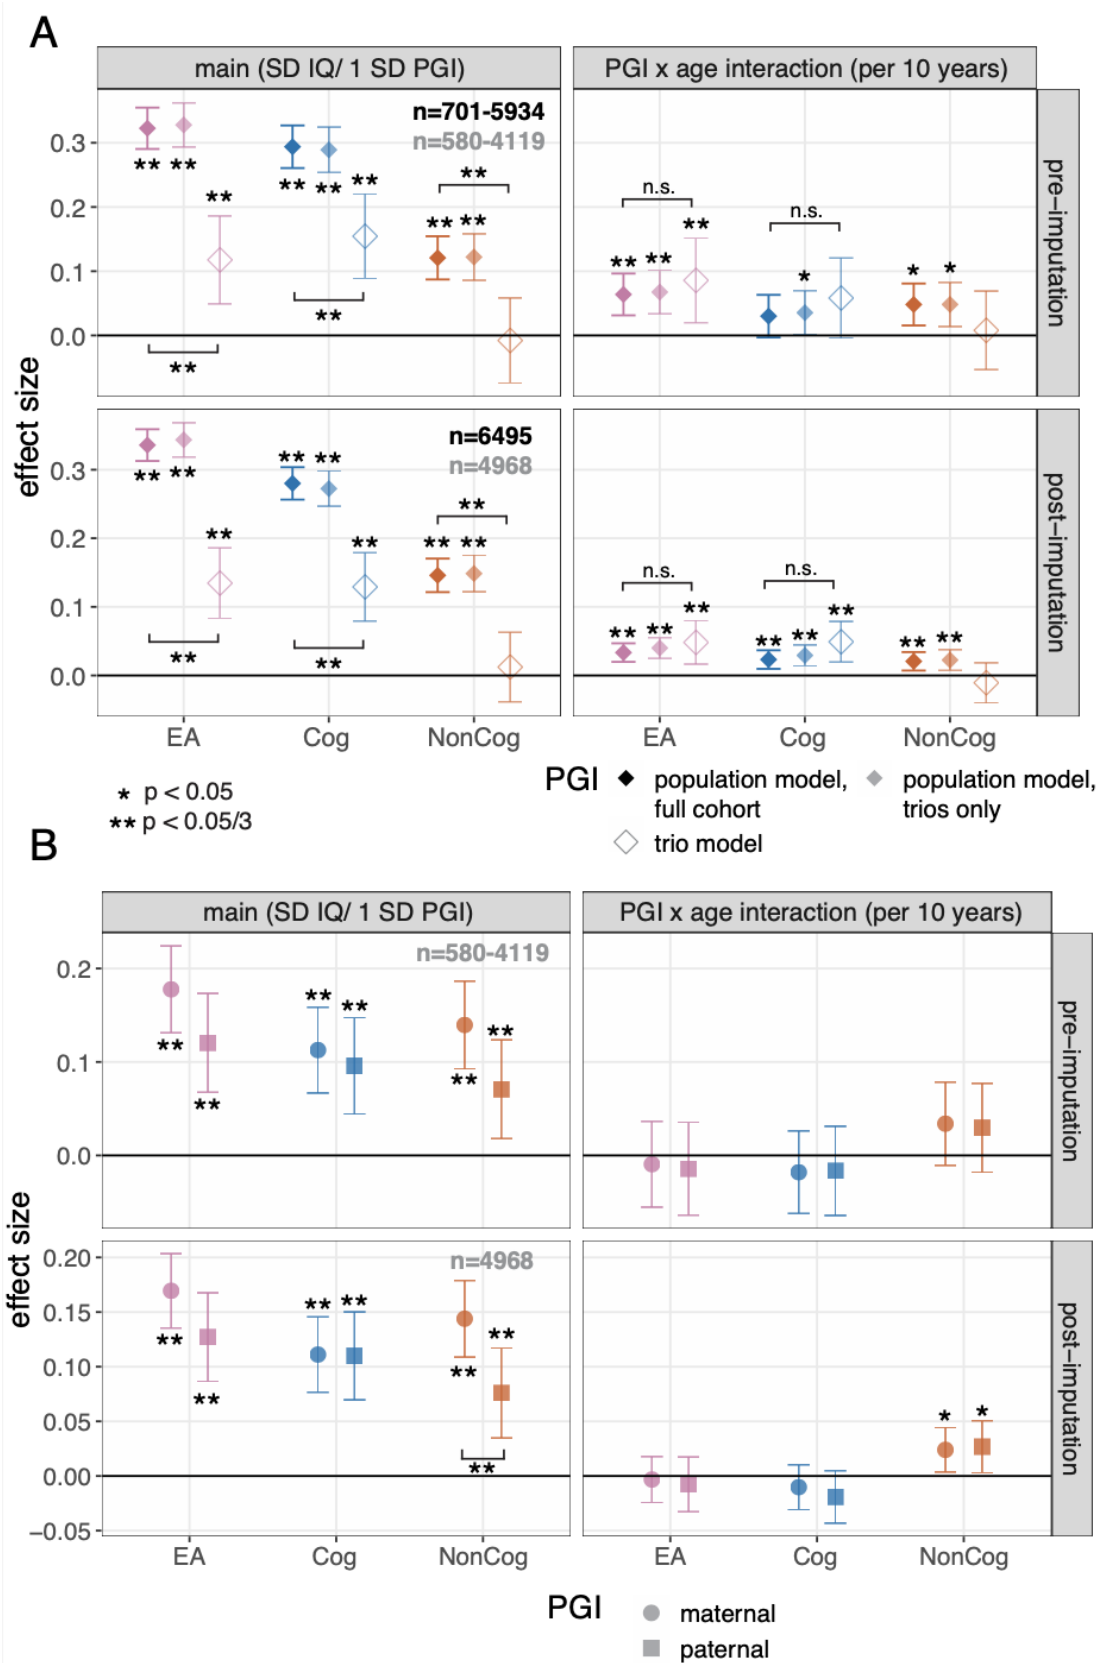 A
main (SD IQ/ 1 SD PGI)
PGI x age interaction (per 10 years)
n=701-5934
n=580-4119
0.3
0.2
0.1
0.0
** ** **
** ** **
** ** **
**
**
**
n.s.
n.s.
** ** **
*
* *
pre-imputation
effect size
n=6495
n=4968
0.3
0.2
0.1
0.0
** ** **
** ** **
** ** **
**
**
n.s.
n.s.
** ** **
** ** **
** **
post-imputation
EA
Cog
NonCog
EA
Cog
NonCog
* p < 0.05
** p < 0.05/3
PGI
population model, full cohort
population model, trios only
trio model
B
main (SD IQ/ 1 SD PGI)
PGI x age interaction (per 10 years)
n=580-4119
0.2
0.1
0.0
** **
** **
** **
pre-imputation
effect size
n=4968
0.20
0.15
0.10
0.05
0.00
−0.05
** **
** **
** **
**
* *
post-imputation
EA
Cog
NonCog
EA
Cog
NonCog
PGI
maternal
paternal